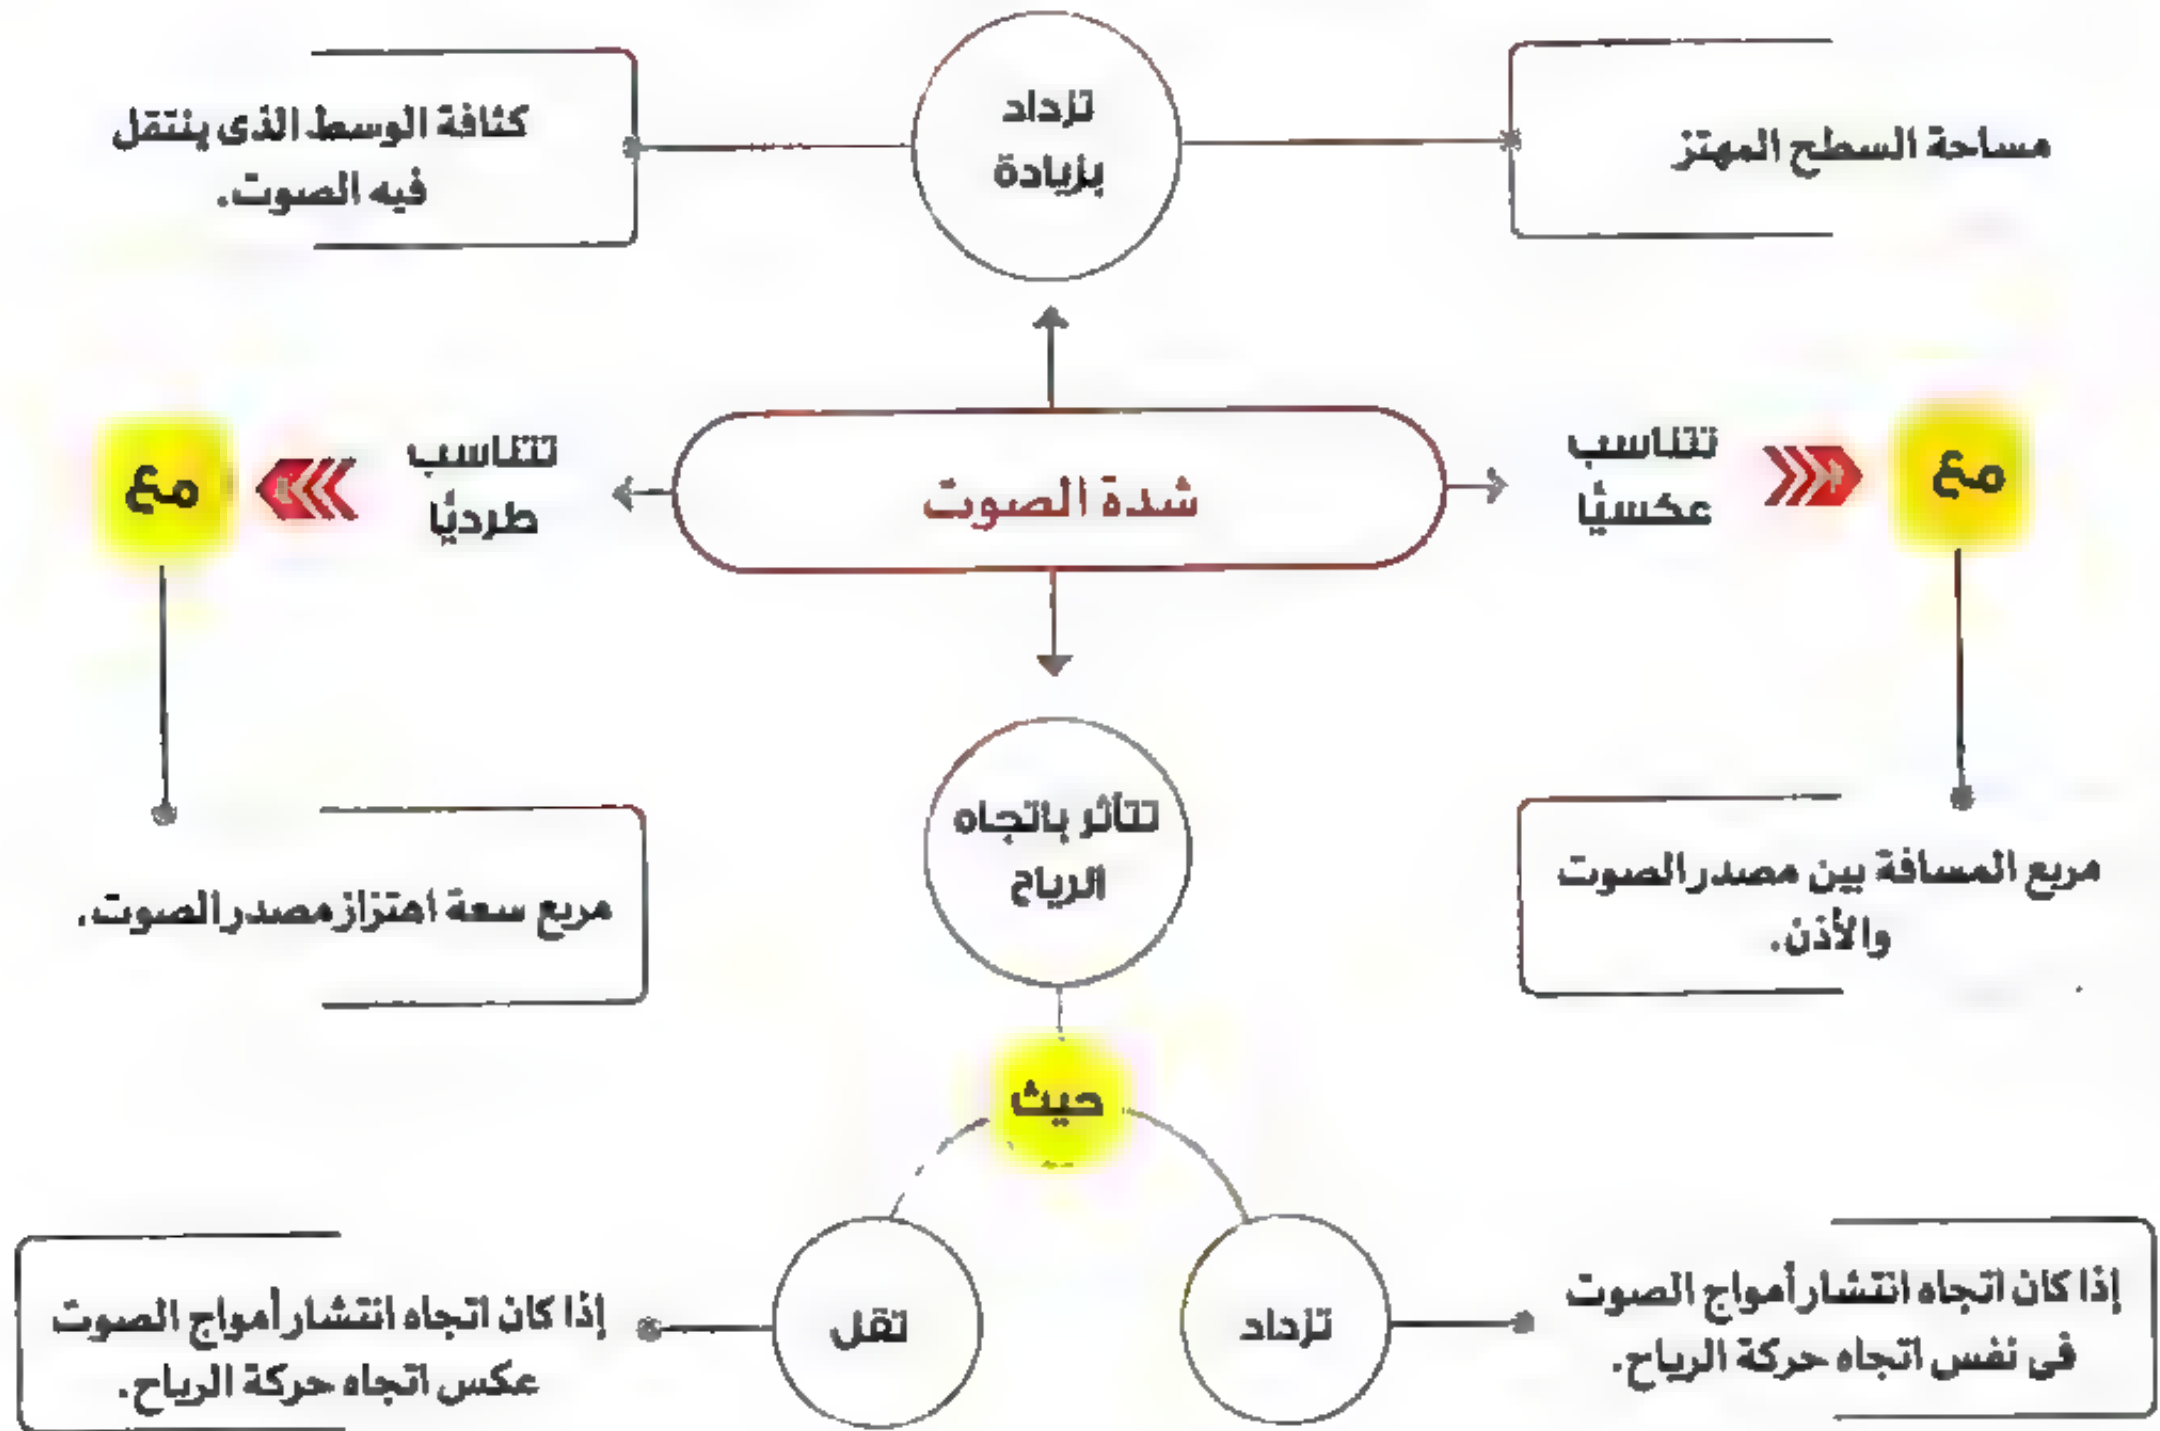 تزداد
بزيادة
مساحة السطح المهتز
كثافة الوسط الذى ينتقل
فيه الصوت.
شدة الصوت
تتناسب
عكسيًا
مع
مربع المسافة بين مصدر الصوت
والأذن.
تتناسب
طرديًا
مع
مربع سعة اهتزاز مصدر الصوت.
تتأثر باتجاه
الرياح
حيث
تزداد
إذا كان اتجاه انتشار أمواج الصوت
فى نفس اتجاه حركة الرياح.
تقل
إذا كان اتجاه انتشار أمواج الصوت
عكس اتجاه حركة الرياح.